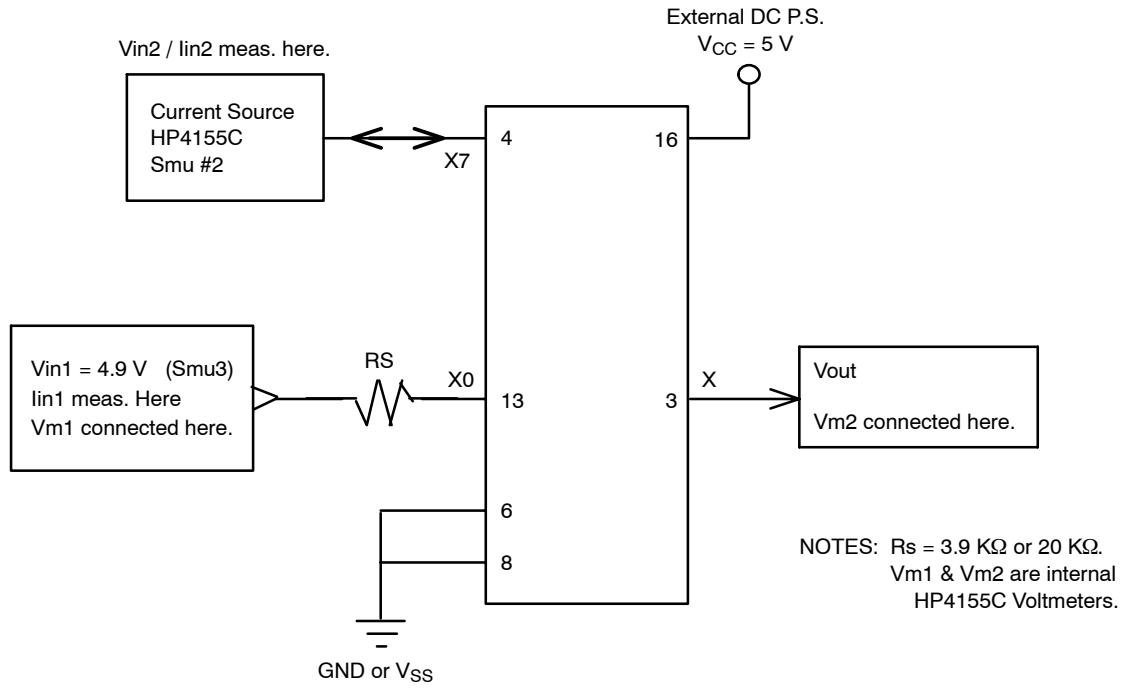 External DC P.S.
VCC = 5 V
Vin2 / Iin2 meas. here.
Current Source
HP4155C
Smu #2
X7
4
16
Vin1 = 4.9 V (Smu3)
Iin1 meas. Here
Vm1 connected here.
RS
X0
13
3
X
Vout
Vm2 connected here.
6
8
GND or VSS
NOTES: Rs = 3.9 KΩ or 20 KΩ.
Vm1 & Vm2 are internal
HP4155C Voltmeters.